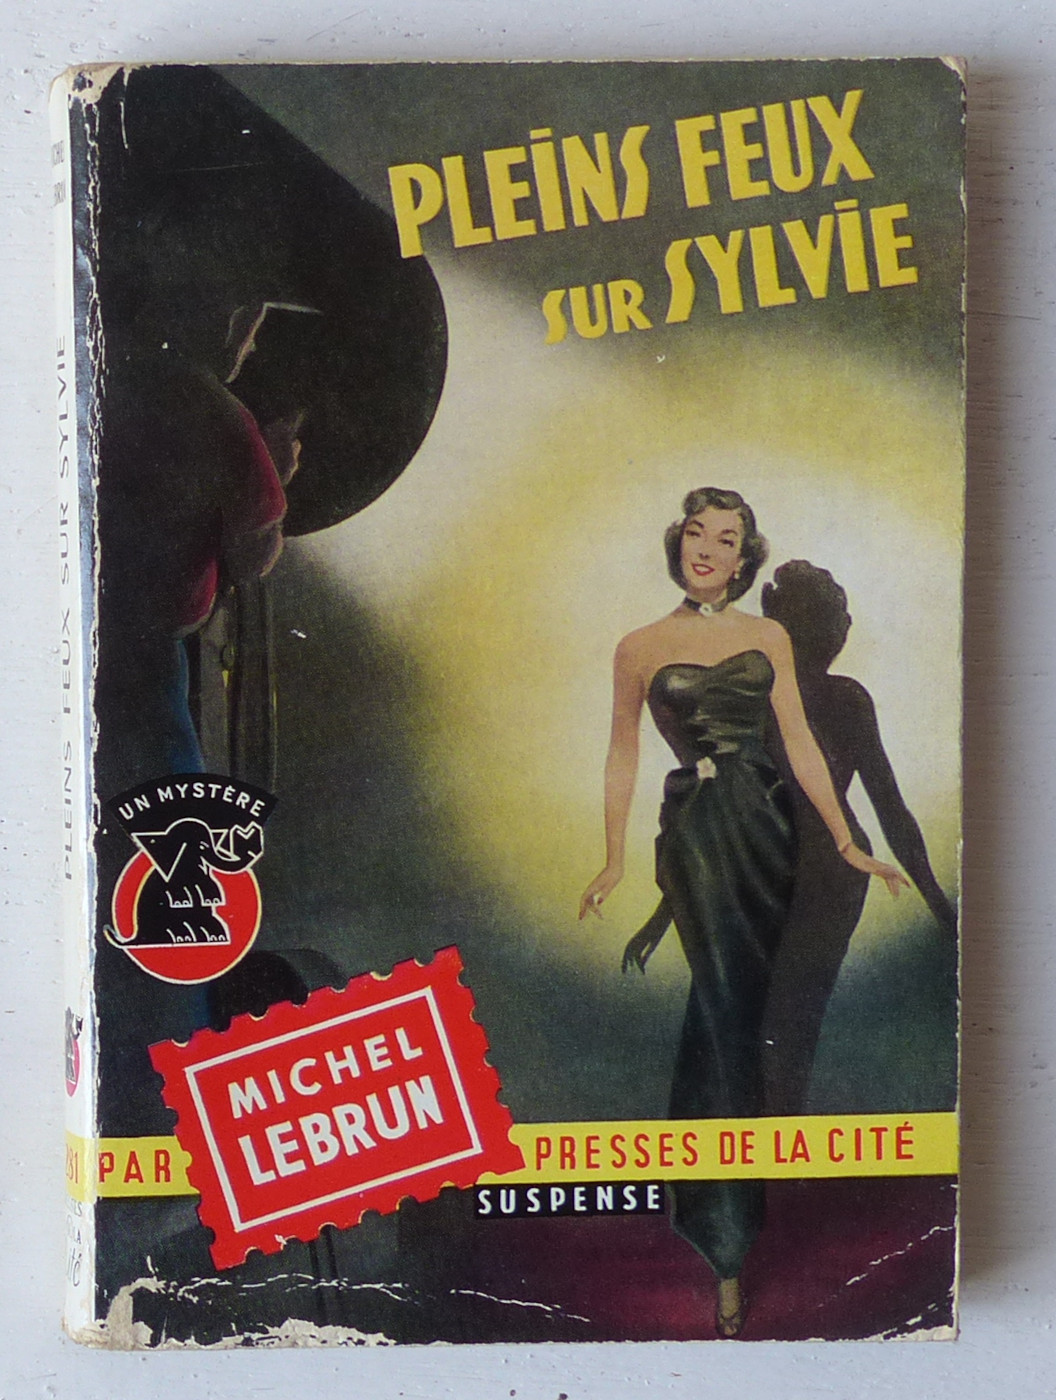 PLEINS FEUX
SUR SYLVIE
UN MYSTÈRE
MICHEL
LEBRUN
PAR
PRESSES DE LA CITÉ
SUSPENSE
PLEINS FEUX SUR SYLVIE